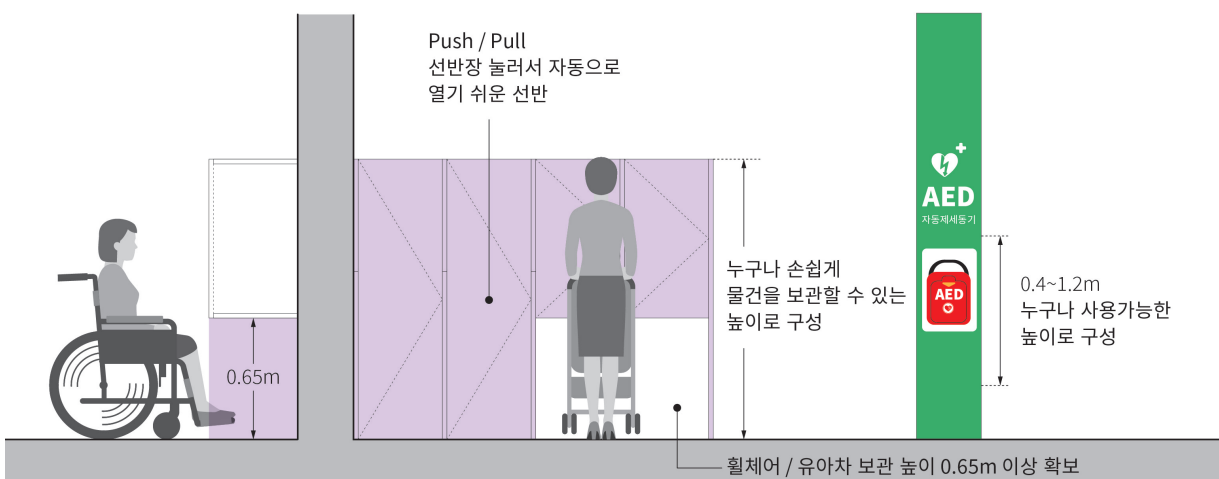 Push / Pull
선반장 눌러서 자동으로
열기 쉬운 선반
0.65m
누구나 손쉽게
물건을 보관할 수 있는
높이로 구성
AED
자동제세동기
AED
0.4~1.2m
누구나 사용가능한
높이로 구성
휠체어 / 유아차 보관 높이 0.65m 이상 확보